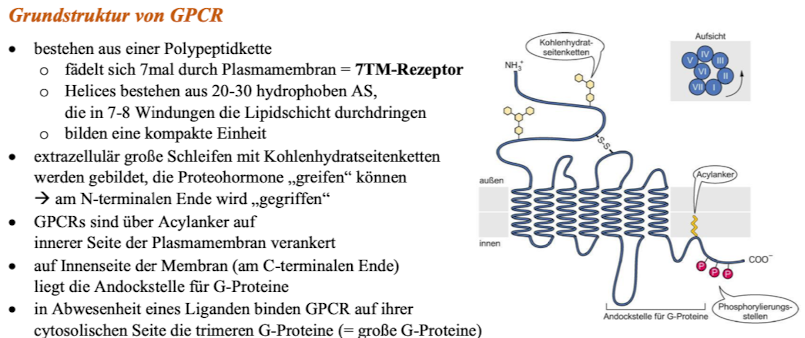 Grundstruktur von GPCR
• bestehen aus einer Polypeptidkette
o fädelt sich 7mal durch Plasmamembran = 7TM-Rezeptor
o Helices bestehen aus 20-30 hydrophoben AS,
die in 7-8 Windungen die Lipidschicht durchdringen
o bilden eine kompakte Einheit
• extrazellulär große Schleifen mit Kohlenhydratseitenketten
werden gebildet, die Proteohormone „greifen“ können
→ am N-terminalen Ende wird „gegriffen“
• GPCRs sind über Acylanker auf
innerer Seite der Plasmamembran verankert
• auf Innenseite der Membran (am C-terminalen Ende)
liegt die Andockstelle für G-Proteine
• in Abwesenheit eines Liganden binden GPCR auf ihrer
cytosolischen Seite die trimeren G-Proteine (= große G-Proteine)
Kohlenhydrat-
seitenketten
NH₃⁺
Aufsicht
IV
V
III
VI
II
VII
I
S-S
außen
Acylanker
innen
COO⁻
P
P
P
Andockstelle für G-Proteine
Phosphorylierungs-
stellen